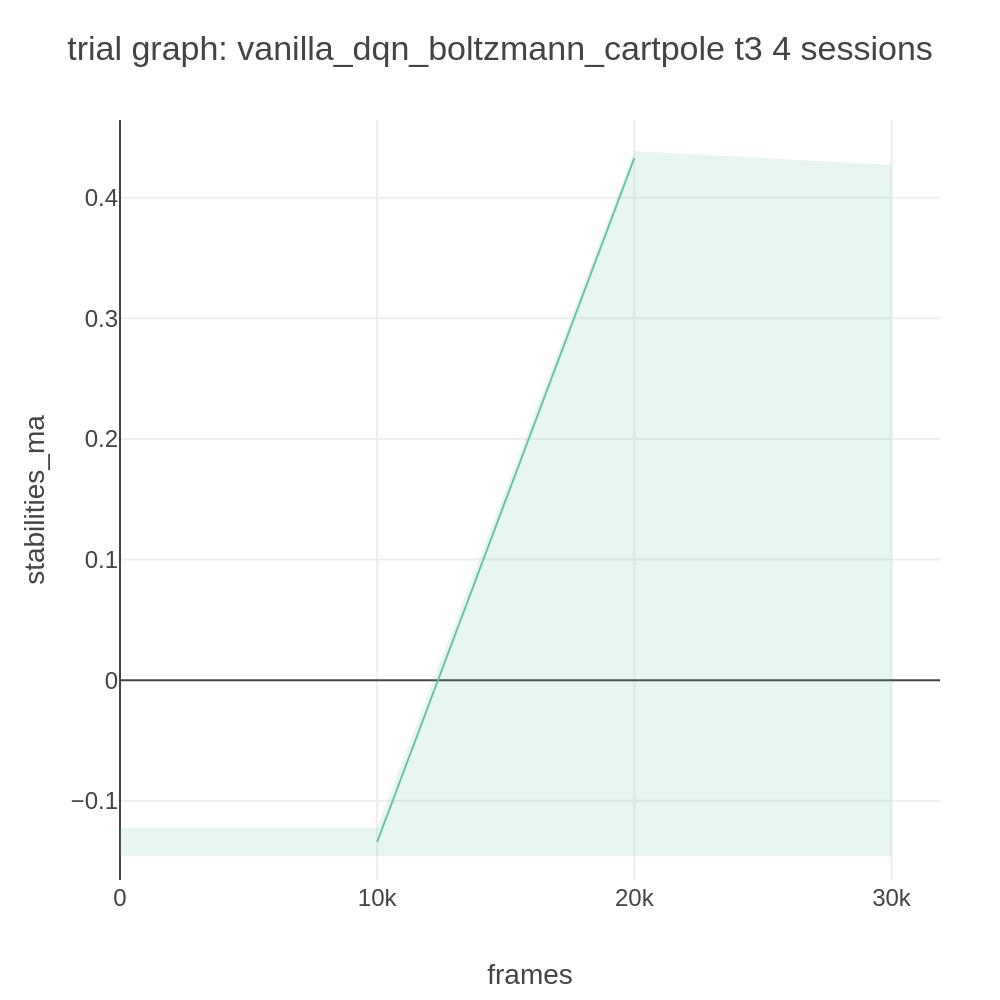 trial graph: vanilla_dqn_boltzmann_cartpole t3 4 sessions
0.4
0.3
0.2
0.1
0
−0.1
stabilities_ma
0 10k 20k 30k
frames